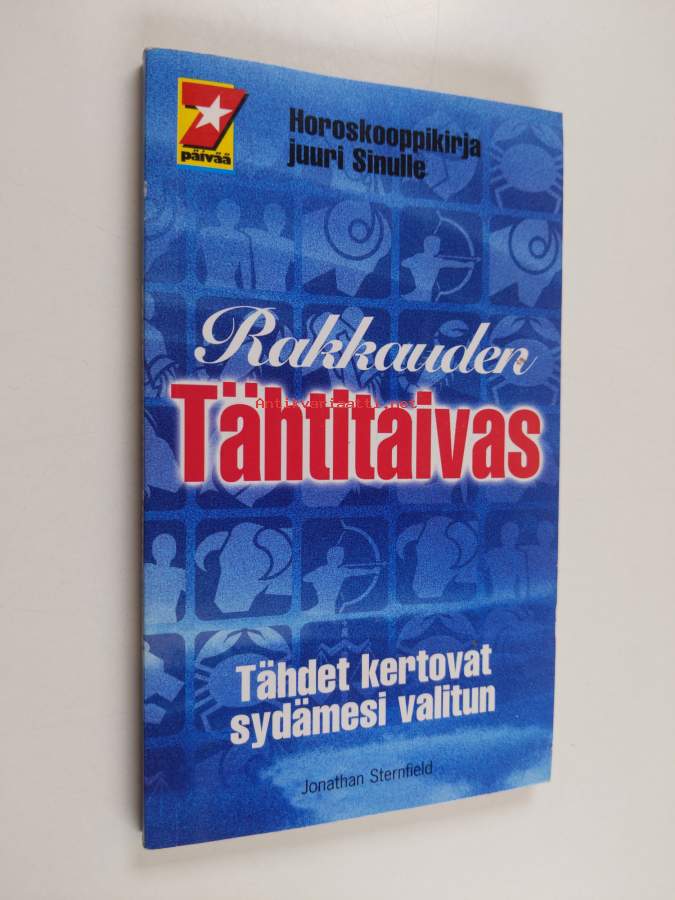 7
päivää
Horoskooppikirja
juuri Sinulle
Rakkauden
Tähtitaivas
Antikvariaatti.net
Tähdet kertovat
sydämesi valitun
Jonathan Sternfield